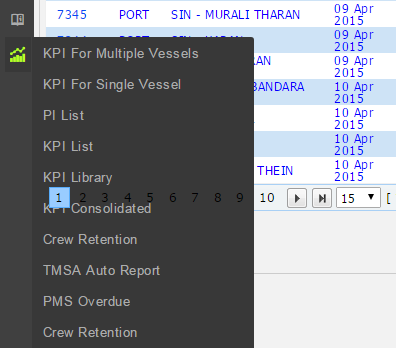 7345 PORT SIN - MURALI THARAN 09 Apr 2015
09 Apr
2015
KPI For Multiple Vessels
RAN 09 Apr 2015
KPI For Single Vessel
BANDARA 10 Apr 2015
PI List
10 Apr
2015
KPI List
10 Apr
2015
KPI Library
THEIN 10 Apr 2015
1 2 3 4 5 6 7 8 9 10 15 [
KPI Consolidated
Crew Retention
TMSA Auto Report
PMS Overdue
Crew Retention